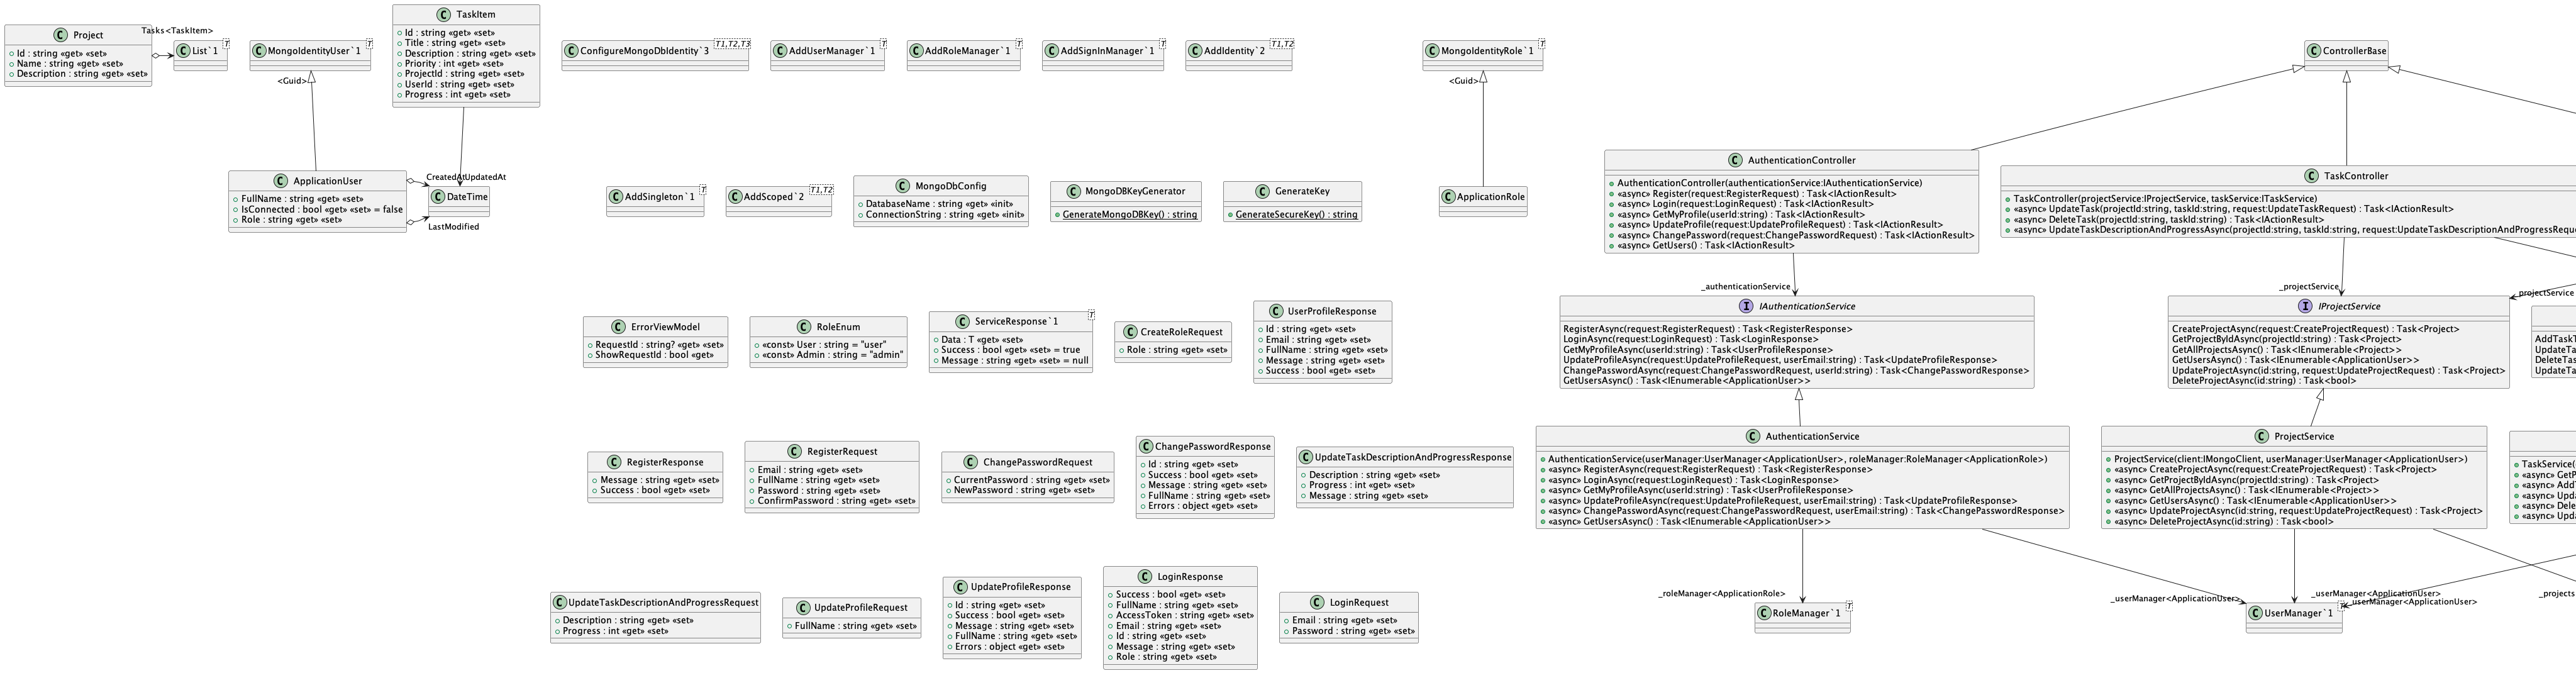 Project
Id : string «get» «set»
Name : string «get» «set»
Description : string «get» «set»
Tasks<TaskItem>
List`1
T
MongoIdentityUser`1
T
<Guid>
TaskItem
Id : string «get» «set»
Title : string «get» «set»
Description : string «get» «set»
Priority : int «get» «set»
ProjectId : string «get» «set»
UserId : string «get» «set»
Progress : int «get» «set»
ApplicationUser
FullName : string «get» «set»
IsConnected : bool «get» «set» = false
Role : string «get» «set»
CreatedAtUpdatedAt
DateTime
LastModified
ConfigureMongoDbIdentity`3
T1,T2,T3
AddUserManager`1
T
AddRoleManager`1
T
AddSignInManager`1
T
AddIdentity`2
T1,T2
MongoIdentityRole`1
T
<Guid>
AddSingleton`1
T
AddScoped`2
T1,T2
MongoDbConfig
DatabaseName : string «get» «init»
ConnectionString : string «get» «init»
MongoDBKeyGenerator
GenerateMongoDBKey() : string
GenerateKey
GenerateSecureKey() : string
ApplicationRole
ErrorViewModel
RequestId : string? «get» «set»
ShowRequestId : bool «get»
RoleEnum
«const» User : string = "user"
«const» Admin : string = "admin"
ServiceResponse`1
T
Data : T «get» «set»
Success : bool «get» «set» = true
Message : string «get» «set» = null
CreateRoleRequest
Role : string «get» «set»
UserProfileResponse
Id : string «get» «set»
Email : string «get» «set»
FullName : string «get» «set»
Message : string «get» «set»
Success : bool «get» «set»
RegisterResponse
Message : string «get» «set»
Success : bool «get» «set»
RegisterRequest
Email : string «get» «set»
FullName : string «get» «set»
Password : string «get» «set»
ConfirmPassword : string «get» «set»
ChangePasswordRequest
CurrentPassword : string «get» «set»
NewPassword : string «get» «set»
ChangePasswordResponse
Id : string «get» «set»
Success : bool «get» «set»
Message : string «get» «set»
FullName : string «get» «set»
Errors : object «get» «set»
UpdateTaskDescriptionAndProgressResponse
Description : string «get» «set»
Progress : int «get» «set»
Message : string «get» «set»
UpdateTaskDescriptionAndProgressRequest
Description : string «get» «set»
Progress : int «get» «set»
UpdateProfileRequest
FullName : string «get» «set»
UpdateProfileResponse
Id : string «get» «set»
Success : bool «get» «set»
Message : string «get» «set»
FullName : string «get» «set»
Errors : object «get» «set»
LoginResponse
Success : bool «get» «set»
FullName : string «get» «set»
AccessToken : string «get» «set»
Email : string «get» «set»
Id : string «get» «set»
Message : string «get» «set»
Role : string «get» «set»
LoginRequest
Email : string «get» «set»
Password : string «get» «set»
ControllerBase
AuthenticationController
AuthenticationController(authenticationService:IAuthenticationService)
«async» Register(request:RegisterRequest) : Task<IActionResult>
«async» Login(request:LoginRequest) : Task<IActionResult>
«async» GetMyProfile(userId:string) : Task<IActionResult>
«async» UpdateProfile(request:UpdateProfileRequest) : Task<IActionResult>
«async» ChangePassword(request:ChangePasswordRequest) : Task<IActionResult>
«async» GetUsers() : Task<IActionResult>
TaskController
TaskController(projectService:IProjectService, taskService:ITaskService)
«async» UpdateTask(projectId:string, taskId:string, request:UpdateTaskRequest) : Task<IActionResult>
«async» DeleteTask(projectId:string, taskId:string) : Task<IActionResult>
«async» UpdateTaskDescriptionAndProgressAsync(projectId:string, taskId:string, request:UpdateTaskDescriptionAndProgressReque
_authenticationService
IAuthenticationService
RegisterAsync(request:RegisterRequest) : Task<RegisterResponse>
LoginAsync(request:LoginRequest) : Task<LoginResponse>
GetMyProfileAsync(userId:string) : Task<UserProfileResponse>
UpdateProfileAsync(request:UpdateProfileRequest, userEmail:string) : Task<UpdateProfileResponse>
ChangePasswordAsync(request:ChangePasswordRequest, userId:string) : Task<ChangePasswordResponse>
GetUsersAsync() : Task<IEnumerable<ApplicationUser>>
_projectService
_projectService
IProjectService
CreateProjectAsync(request:CreateProjectRequest) : Task<Project>
GetProjectByIdAsync(projectId:string) : Task<Project>
GetAllProjectsAsync() : Task<IEnumerable<Project>>
GetUsersAsync() : Task<IEnumerable<ApplicationUser>>
UpdateProjectAsync(id:string, request:UpdateProjectRequest) : Task<Project>
DeleteProjectAsync(id:string) : Task<bool>
AddTaskT
UpdateTa
DeleteTas
UpdateTa
AuthenticationService
AuthenticationService(userManager:UserManager<ApplicationUser>, roleManager:RoleManager<ApplicationRole>)
«async» RegisterAsync(request:RegisterRequest) : Task<RegisterResponse>
«async» LoginAsync(request:LoginRequest) : Task<LoginResponse>
«async» GetMyProfileAsync(userId:string) : Task<UserProfileResponse>
«async» UpdateProfileAsync(request:UpdateProfileRequest, userEmail:string) : Task<UpdateProfileResponse>
«async» ChangePasswordAsync(request:ChangePasswordRequest, userEmail:string) : Task<ChangePasswordResponse>
«async» GetUsersAsync() : Task<IEnumerable<ApplicationUser>>
ProjectService
ProjectService(client:IMongoClient, userManager:UserManager<ApplicationUser>)
«async» CreateProjectAsync(request:CreateProjectRequest) : Task<Project>
«async» GetProjectByIdAsync(projectId:string) : Task<Project>
«async» GetAllProjectsAsync() : Task<IEnumerable<Project>>
«async» GetUsersAsync() : Task<IEnumerable<ApplicationUser>>
«async» UpdateProjectAsync(id:string, request:UpdateProjectRequest) : Task<Project>
«async» DeleteProjectAsync(id:string) : Task<bool>
TaskService(
«async» GetP
«async» AddT
«async» Upda
«async» Dele
«async» Upda
_roleManager<ApplicationRole>
RoleManager`1
T
_userManager<ApplicationUser>
_userManager<ApplicationUser>
_userManager<ApplicationUser>
UserManager`1
_projects